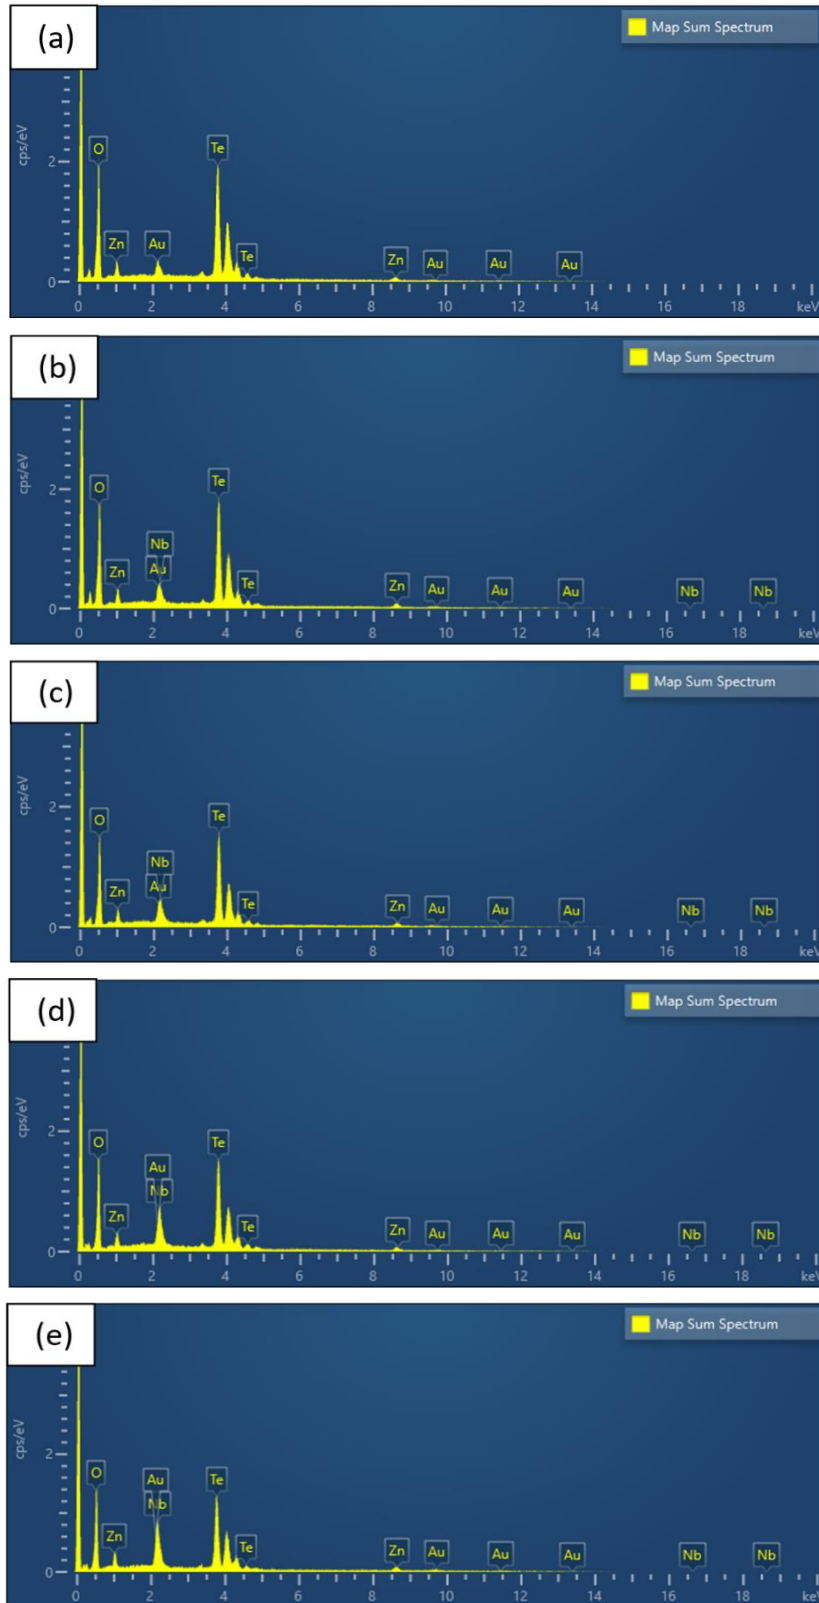 (a)
Map Sum Spectrum
cps/eV
2
0
O
Zn
Au
Te
Te
Zn
Au
Au
Au
0 2 4 6 8 10 12 14 16 18 keV
(b)
Map Sum Spectrum
cps/eV
2
0
O
Zn
Nb
Au
Te
Te
Zn
Au
Au
Au
Nb
Nb
0 2 4 6 8 10 12 14 16 18 keV
(c)
Map Sum Spectrum
cps/eV
2
0
O
Zn
Nb
Au
Te
Te
Zn
Au
Au
Au
Nb
Nb
0 2 4 6 8 10 12 14 16 18 keV
(d)
Map Sum Spectrum
cps/eV
2
0
O
Zn
Au
Nb
Te
Te
Zn
Au
Au
Au
Nb
Nb
0 2 4 6 8 10 12 14 16 18 keV
(e)
Map Sum Spectrum
cps/eV
2
0
O
Zn
Au
Nb
Te
Te
Zn
Au
Au
Au
Nb
Nb
0 2 4 6 8 10 12 14 16 18 keV